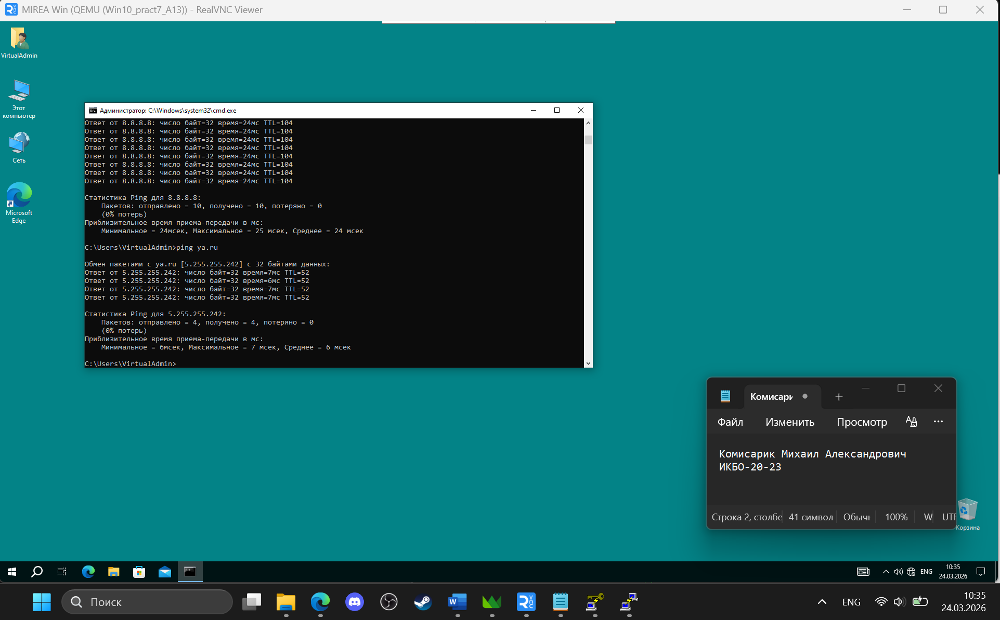 MIREA Win (QEMU (Win10_pract7_A13)) - RealVNC Viewer
VirtualAdmin
Этот
компьютер
Сеть
Microsoft
Edge
Администратор: C:\Windows\system32\cmd.exe
Ответ от 8.8.8.8: число байт=32 время=24мс TTL=104
Ответ от 8.8.8.8: число байт=32 время=24мс TTL=104
Ответ от 8.8.8.8: число байт=32 время=24мс TTL=104
Ответ от 8.8.8.8: число байт=32 время=24мс TTL=104
Ответ от 8.8.8.8: число байт=32 время=24мс TTL=104
Ответ от 8.8.8.8: число байт=32 время=24мс TTL=104
Ответ от 8.8.8.8: число байт=32 время=24мс TTL=104
Ответ от 8.8.8.8: число байт=32 время=24мс TTL=104
Статистика Ping для 8.8.8.8:
Пакетов: отправлено = 10, получено = 10, потеряно = 0
(0% потерь)
Приблизительное время приема-передачи в мс:
Минимальное = 24мсек, Максимальное = 25 мсек, Среднее = 24 мсек
C:\Users\VirtualAdmin>ping ya.ru
Обмен пакетами с ya.ru [5.255.255.242] с 32 байтами данных:
Ответ от 5.255.255.242: число байт=32 время=7мс TTL=52
Ответ от 5.255.255.242: число байт=32 время=6мс TTL=52
Ответ от 5.255.255.242: число байт=32 время=7мс TTL=52
Ответ от 5.255.255.242: число байт=32 время=7мс TTL=52
Статистика Ping для 5.255.255.242:
Пакетов: отправлено = 4, получено = 4, потеряно = 0
(0% потерь)
Приблизительное время приема-передачи в мс:
Минимальное = 6мсек, Максимальное = 7 мсек, Среднее = 6 мсек
C:\Users\VirtualAdmin>
Комисари
Файл Изменить Просмотр
Комисарик Михаил Александрович
ИКБО-20-23
Строка 2, столбе 41 символ Обычн 100% W UTF
Корзина
ENG 10:35
24.03.2026
Поиск
ENG 10:35
24.03.2026